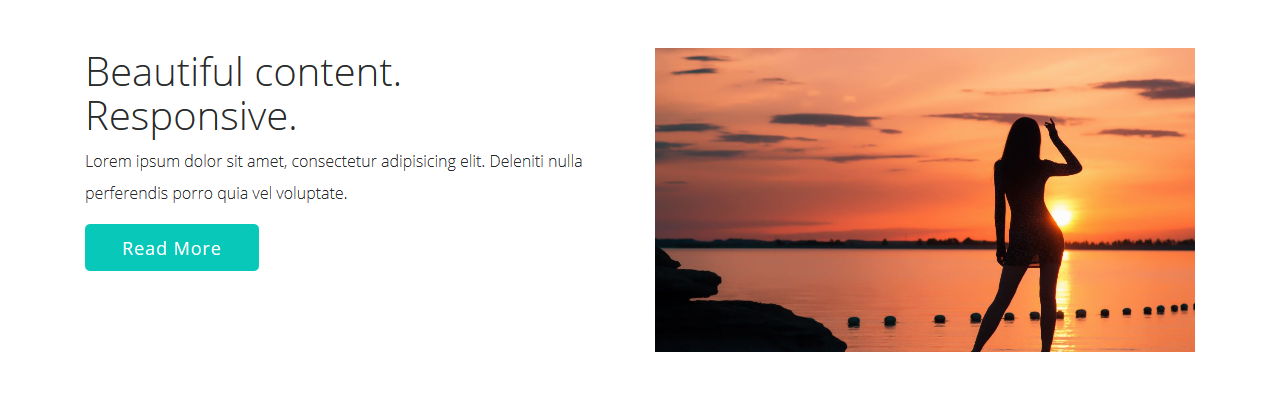 Beautiful content.
Responsive.
Lorem ipsum dolor sit amet, consectetur adipisicing elit. Deleniti nulla
perferendis porro quia vel voluptate.
Read More